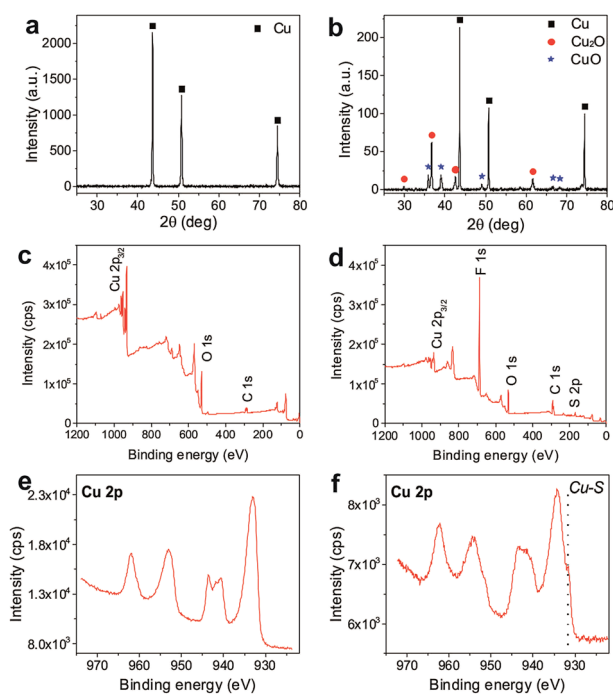 a
Cu
2000
1500
1000
500
0
Intensity (a.u.)
30 40 50 60 70 80
2θ (deg)
b
Cu
Cu₂O
CuO
200
150
100
50
0
Intensity (a.u.)
30 40 50 60 70 80
2θ (deg)
c
Cu 2p₃/₂
O 1s
C 1s
4x10⁵
3x10⁵
2x10⁵
1x10⁵
0
Intensity (cps)
1200 1000 800 600 400 200 0
Binding energy (eV)
d
Cu 2p₃/₂
F 1s
O 1s
C 1s
S 2p
4x10⁵
3x10⁵
2x10⁵
1x10⁵
0
Intensity (cps)
1200 1000 800 600 400 200 0
Binding energy (eV)
e
Cu 2p
2.3x10⁴
1.8x10⁴
1.3x10⁴
8.0x10³
Intensity (cps)
970 960 950 940 930
Binding energy (eV)
f
Cu 2p
Cu-S
8x10³
7x10³
6x10³
Intensity (cps)
970 960 950 940 930
Binding energy (eV)